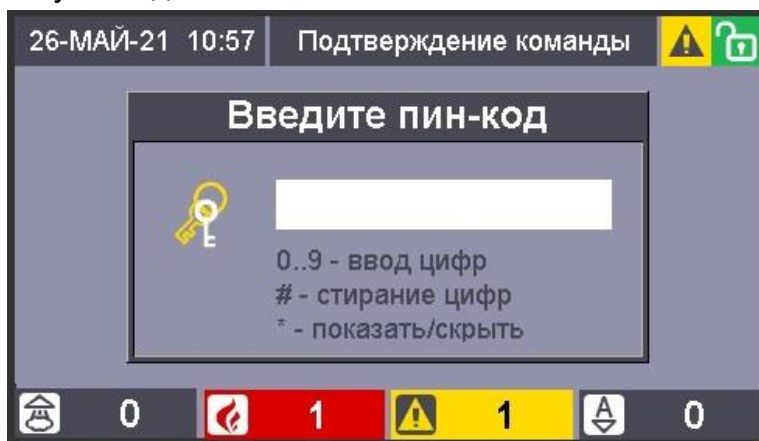 26-МАЙ-21 10:57 Подтверждение команды
Введите пин-код
0..9 - ввод цифр
# - стирание цифр
* - показать/скрыть
0 1 1 A 0